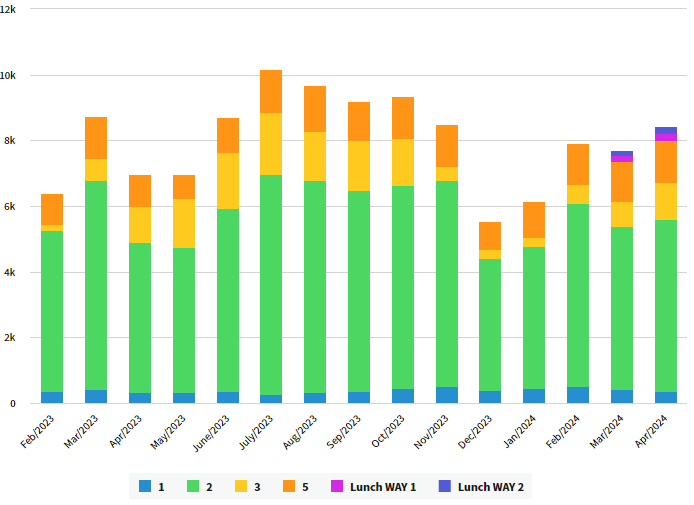 12k
10k
8k
6k
4k
2k
0
Feb/2023
Mar/2023
Apr/2023
May/2023
June/2023
July/2023
Aug/2023
Sep/2023
Oct/2023
Nov/2023
Dec/2023
Jan/2024
Feb/2024
Mar/2024
Apr/2024
1 2 3 5 Lunch WAY 1 Lunch WAY 2